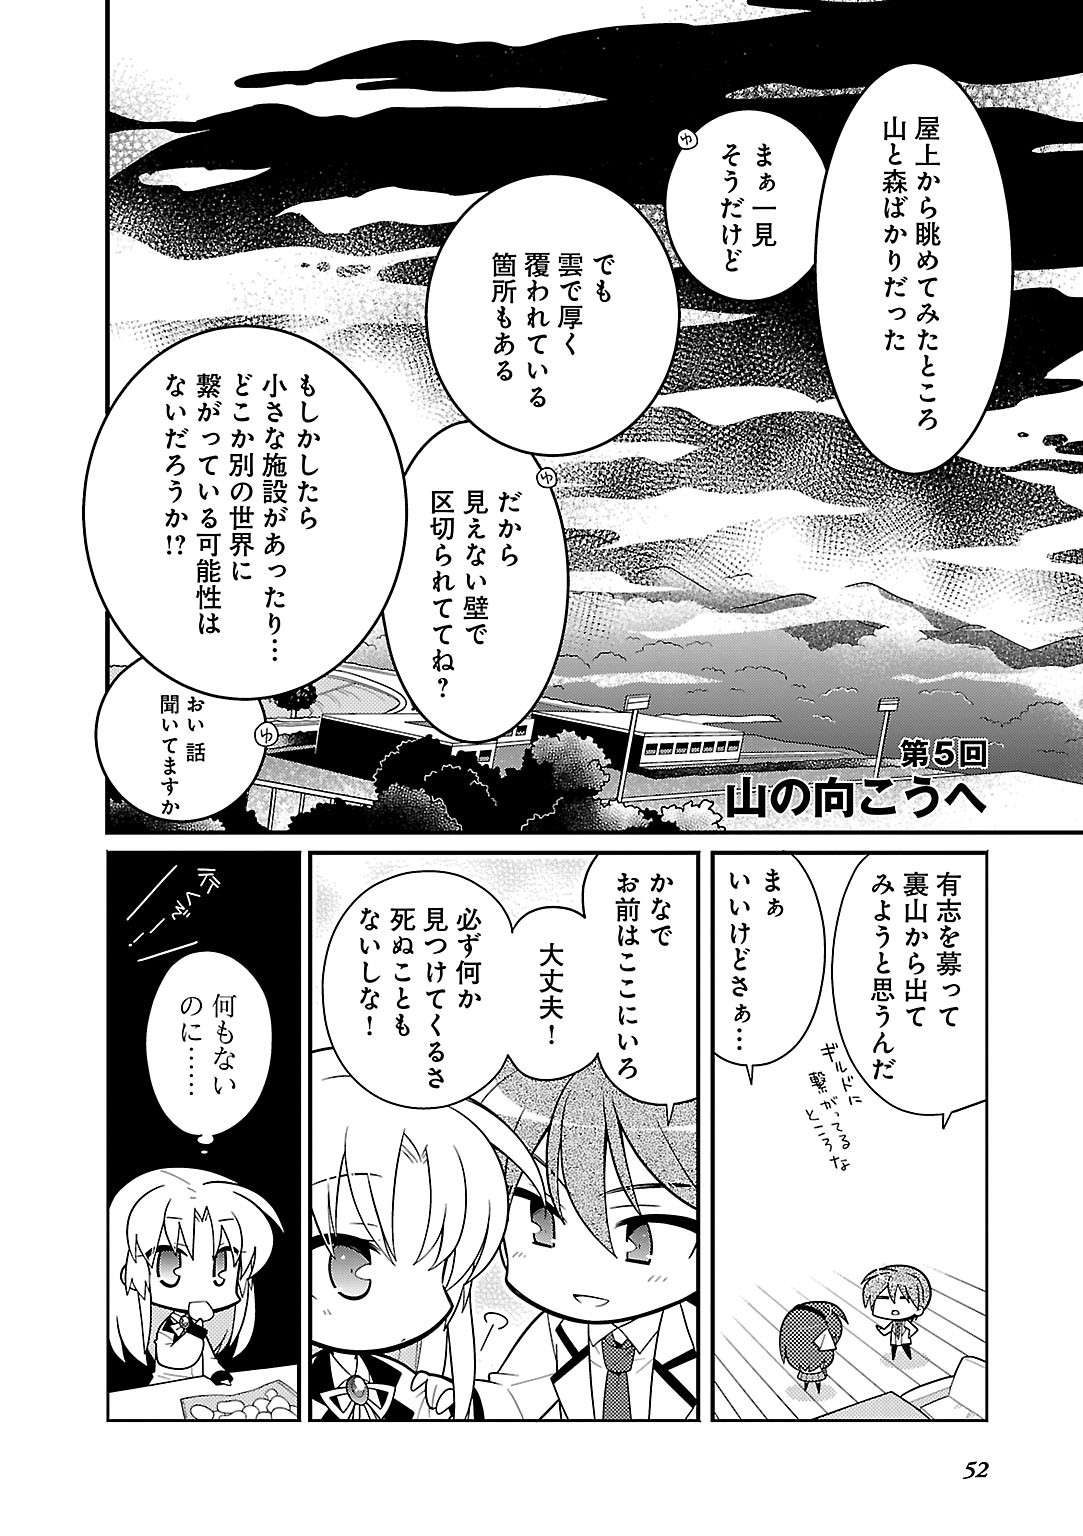 屋上から眺めてみたところ
山と森ばかりだった
ゆ
まぁ一見
そうだけど
でも
雲で厚く
覆われている
箇所もある
ゆ
だから
見えない壁で
区切られててね?
もしかしたら
小さな施設があったり…
どこか別の世界に
繋がっている可能性は
ないだろうか!?
ゆ
おい 話
聞いてますか
第5回
山の向こうへ
有志を募って
裏山から出て
みようと思うんだ
ギルドに
繋がってる
ところな
まぁ
いいけどさぁ…
かなで
お前はここにいろ
大丈夫!
必ず何か
見つけてくるさ
死ぬことも
ないしな!
何もない
のに……
52